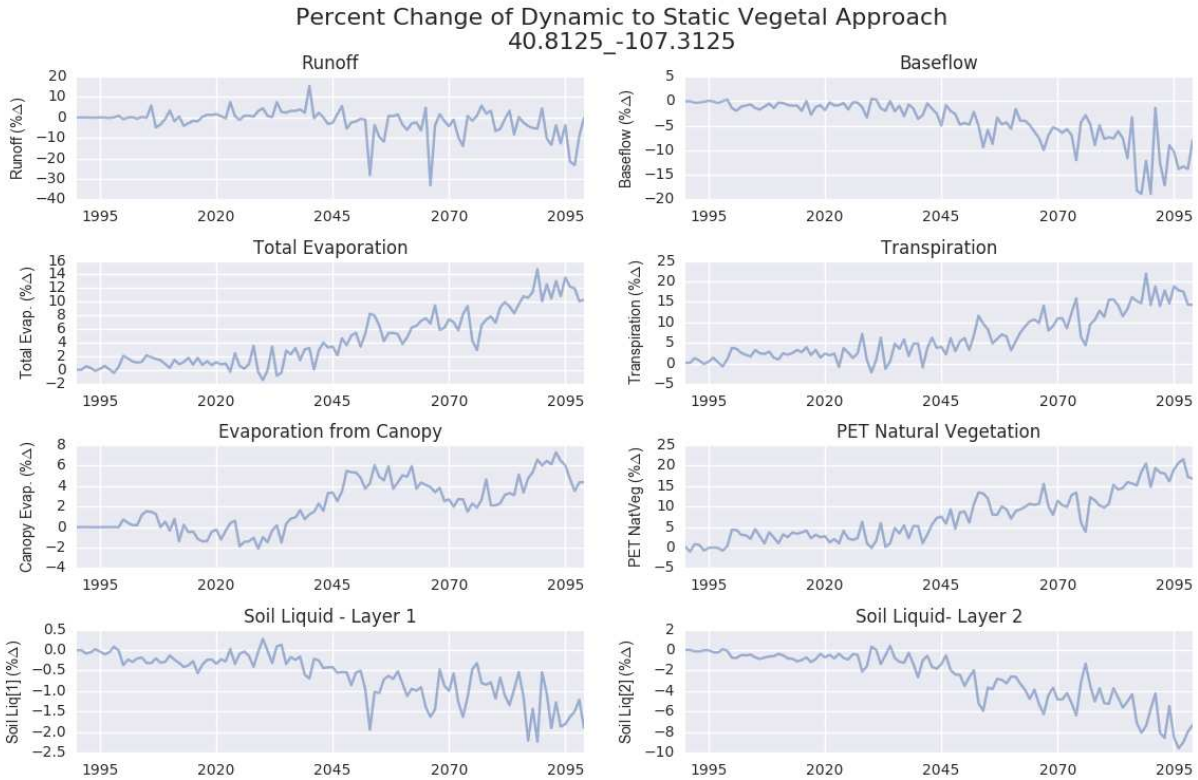 Percent Change of Dynamic to Static Vegetal Approach
40.8125_-107.3125
Runoff
Runoff (%Δ)
20
10
0
−10
−20
−30
−40
1995 2020 2045 2070 2095
Baseflow
Baseflow (%Δ)
5
0
−5
−10
−15
−20
1995 2020 2045 2070 2095
Total Evaporation
Total Evap. (%Δ)
16
14
12
10
8
6
4
2
0
−2
1995 2020 2045 2070 2095
Transpiration
Transpiration (%Δ)
25
20
15
10
5
0
−5
1995 2020 2045 2070 2095
Evaporation from Canopy
Canopy Evap. (%Δ)
8
6
4
2
0
−2
−4
1995 2020 2045 2070 2095
PET Natural Vegetation
PET NatVeg (%Δ)
25
20
15
10
5
0
−5
1995 2020 2045 2070 2095
Soil Liquid - Layer 1
Soil Liq[1] (%Δ)
0.5
0.0
−0.5
−1.0
−1.5
−2.0
−2.5
1995 2020 2045 2070 2095
Soil Liquid- Layer 2
Soil Liq[2] (%Δ)
2
0
−2
−4
−6
−8
−10
1995 2020 2045 2070 2095